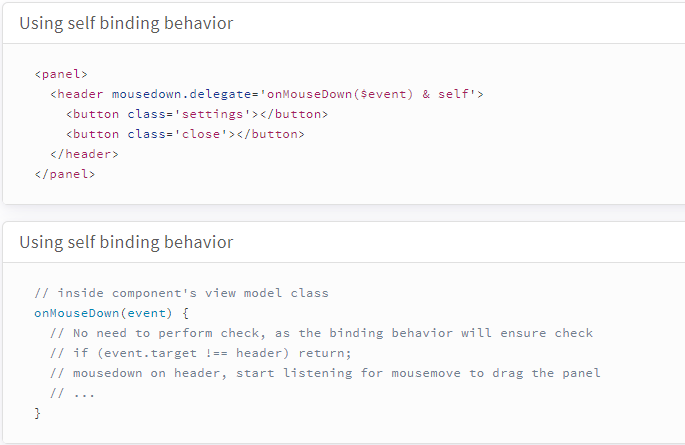 Using self binding behavior
<panel>
  <header mousedown.delegate='onMouseDown($event) & self'>
    <button class='settings'></button>
    <button class='close'></button>
  </header>
</panel>
Using self binding behavior
// inside component's view model class
onMouseDown(event) {
  // No need to perform check, as the binding behavior will ensure check
  // if (event.target !== header) return;
  // mousedown on header, start listening for mousemove to drag the panel
  // ...
}